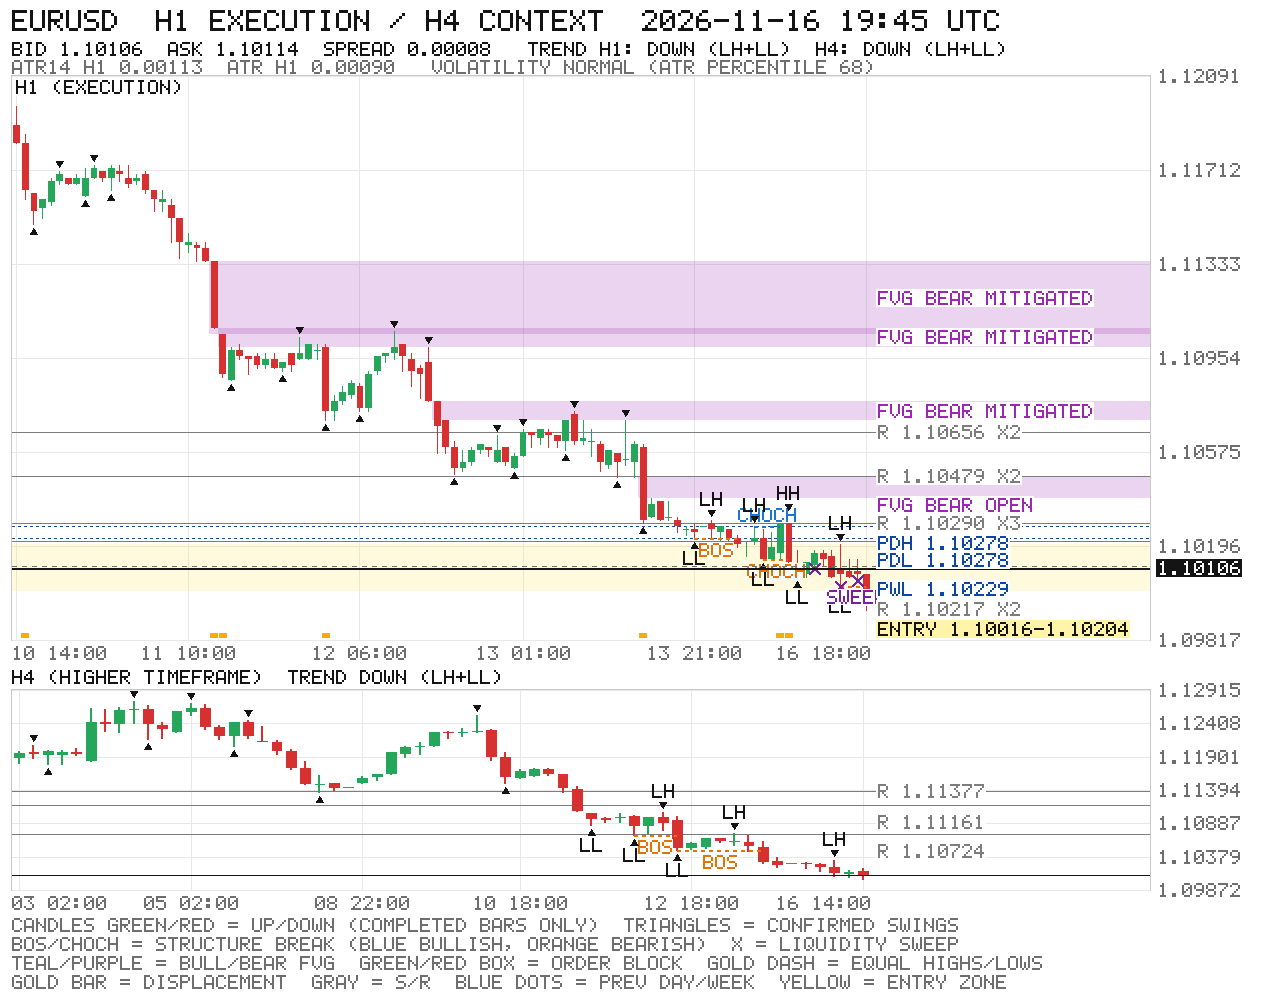 EURUSD  H1 EXECUTION / H4 CONTEXT  2026-11-16 19:45 UTC
BID 1.10106  ASK 1.10114  SPREAD 0.00008   TREND H1: DOWN (LH+LL)  H4: DOWN (LH+LL)
ATR14 H1 0.00113  ATR H1 0.00090   VOLATILITY NORMAL (ATR PERCENTILE 68)
H1 (EXECUTION)
1.12091
1.11712
1.11333
FVG BEAR MITIGATED
FVG BEAR MITIGATED
1.10954
FVG BEAR MITIGATED
R 1.10656 X2
1.10575
R 1.10479 X2
HH
LH
LH
FVG BEAR OPEN
CHOCH
R 1.10290 X3
LH
PDH 1.10278
1.10196
BOS
LL
PDL 1.10278
1.10106
CHOCH
LL
PWL 1.10229
LL
SWEE
LL
R 1.10217 X2
ENTRY 1.10016-1.10204
1.09817
10 14:00  11 10:00  12 06:00  13 01:00  13 21:00  16 18:00
H4 (HIGHER TIMEFRAME)  TREND DOWN (LH+LL)
1.12915
1.12408
1.11901
1.11394
R 1.11377
LH
LH
R 1.11161
1.10887
LH
LL
BOS
R 1.10724
LL
BOS
1.10379
LL
1.09872
03 02:00  05 02:00  08 22:00  10 18:00  12 18:00  16 14:00
CANDLES GREEN/RED = UP/DOWN (COMPLETED BARS ONLY)  TRIANGLES = CONFIRMED SWINGS
BOS/CHOCH = STRUCTURE BREAK (BLUE BULLISH, ORANGE BEARISH)  X = LIQUIDITY SWEEP
TEAL/PURPLE = BULL/BEAR FVG  GREEN/RED BOX = ORDER BLOCK  GOLD DASH = EQUAL HIGHS/LOWS
GOLD BAR = DISPLACEMENT  GRAY = S/R  BLUE DOTS = PREV DAY/WEEK  YELLOW = ENTRY ZONE